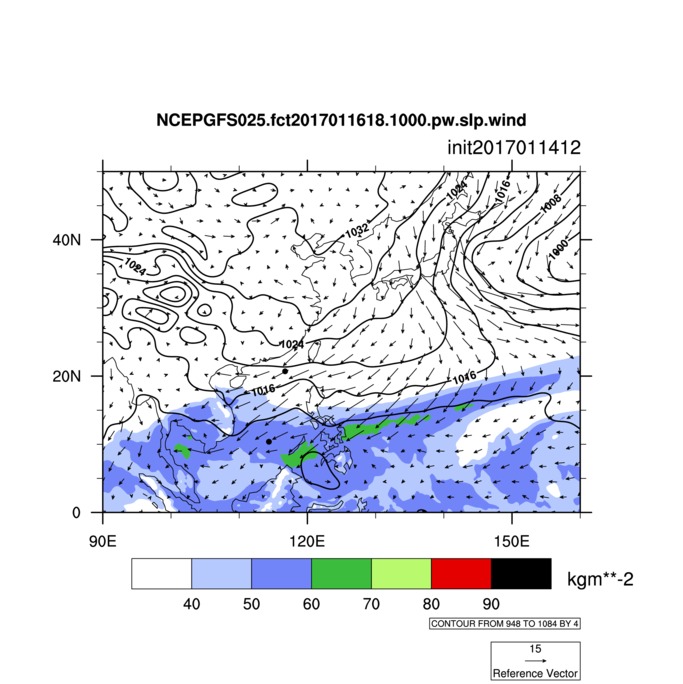 NCEPGFS025.fct2017011618.1000.pw.slp.wind
init2017011412
1024
1016
1008
1032
1000
40N
1024
1024
20N
1016
1016
0
90E 120E 150E
kgm**-2
40 50 60 70 80 90
CONTOUR FROM 948 TO 1084 BY 4
15
Reference Vector